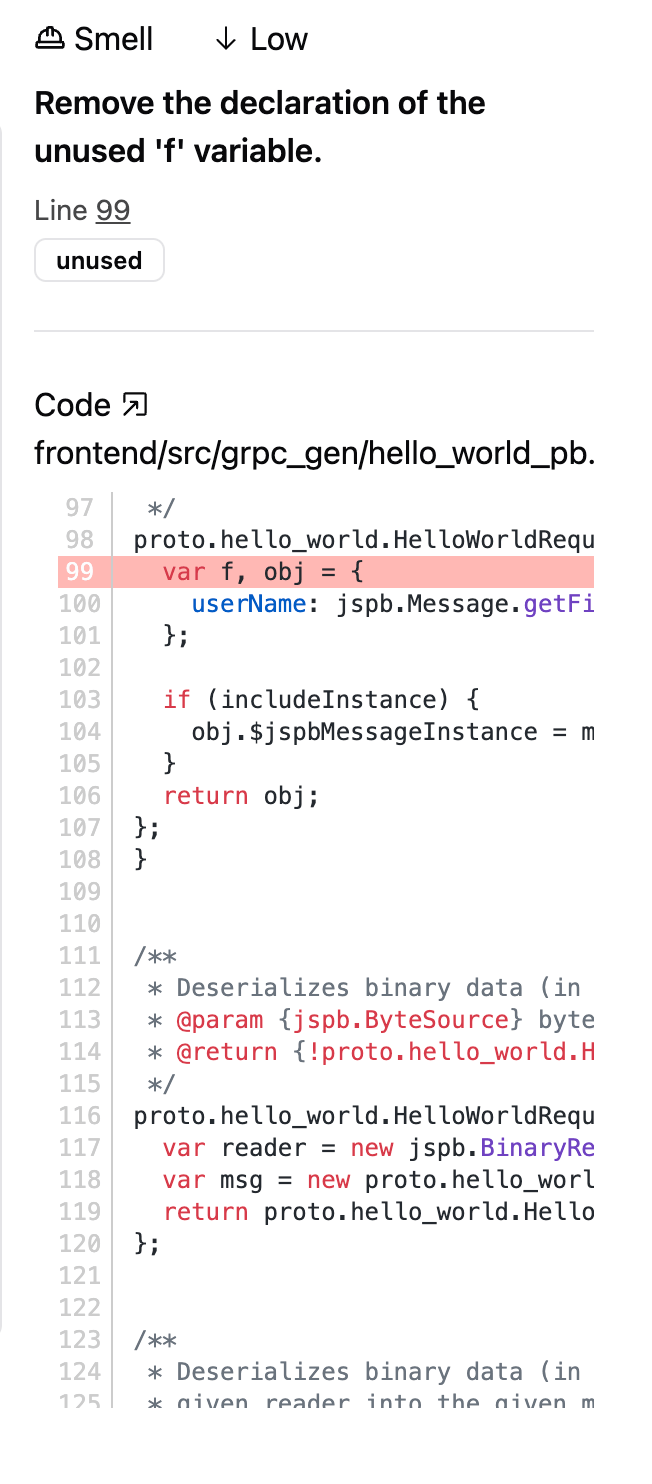 Smell ↓ Low
Remove the declaration of the
unused 'f' variable.
Line 99
unused
Code
frontend/src/grpc_gen/hello_world_pb.
97 */
98 proto.hello_world.HelloWorldRequ
99 var f, obj = {
100 userName: jspb.Message.getFi
101 };
102
103 if (includeInstance) {
104 obj.$jspbMessageInstance = m
105 }
106 return obj;
107 };
108 }
109
110
111 /**
112 * Deserializes binary data (in
113 * @param {jspb.ByteSource} byte
114 * @return {!proto.hello_world.H
115 */
116 proto.hello_world.HelloWorldRequ
117 var reader = new jspb.BinaryRe
118 var msg = new proto.hello_worl
119 return proto.hello_world.Hello
120 };
121
122
123 /**
124 * Deserializes binary data (in
125 * given reader into the given m